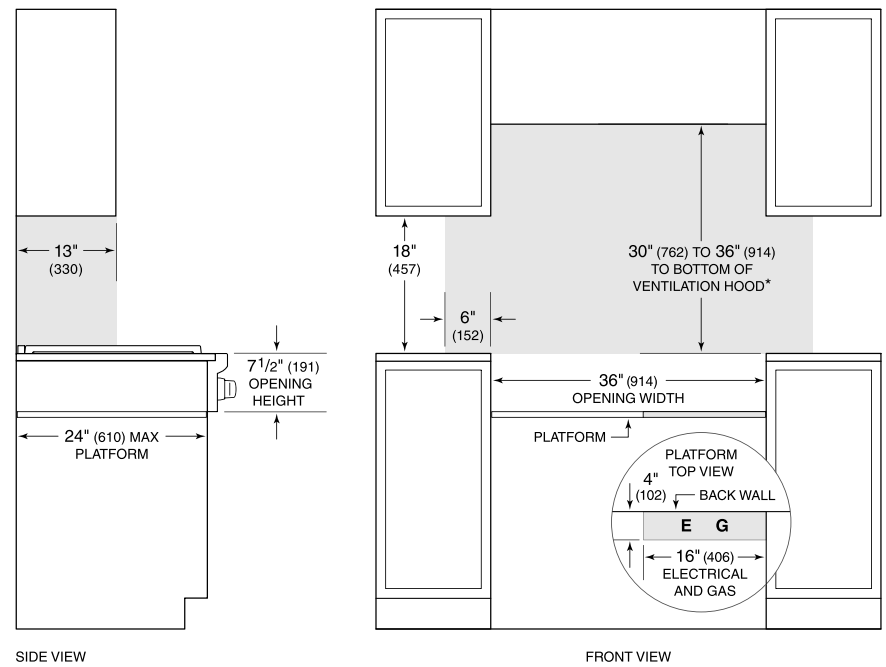 13"
(330)
7 1/2" (191)
OPENING
HEIGHT
24" (610) MAX
PLATFORM
SIDE VIEW
18"
(457)
30" (762) TO 36" (914)
TO BOTTOM OF
VENTILATION HOOD*
6"
(152)
36" (914)
OPENING WIDTH
PLATFORM
PLATFORM
TOP VIEW
4"
(102)
BACK WALL
E G
16" (406)
ELECTRICAL
AND GAS
FRONT VIEW